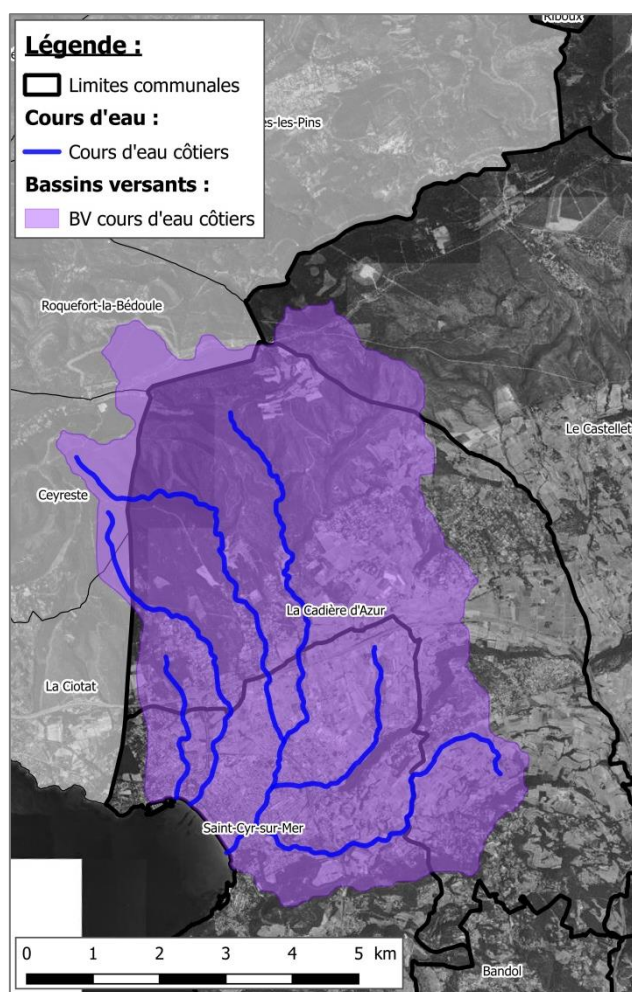 Riboux
Légende :
Limites communales
Cours d'eau :
Cours d'eau côtiers
Bassins versants :
BV cours d'eau côtiers
es-les-Pins
Roquefort-la-Bédoule
Le Castellet
Ceyreste
La Cadière d'Azur
La Ciotat
Saint-Cyr-sur-Mer
0 1 2 3 4 5 km
Bandol